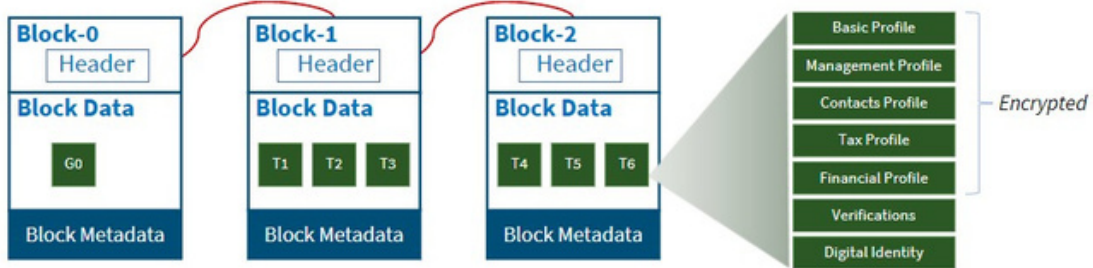 Block-0
Header
Block Data
G0
Block Metadata
Block-1
Header
Block Data
T1 T2 T3
Block Metadata
Block-2
Header
Block Data
T4 T5 T6
Block Metadata
Basic Profile
Management Profile
Contacts Profile
Tax Profile
Financial Profile
Verifications
Digital Identity
Encrypted